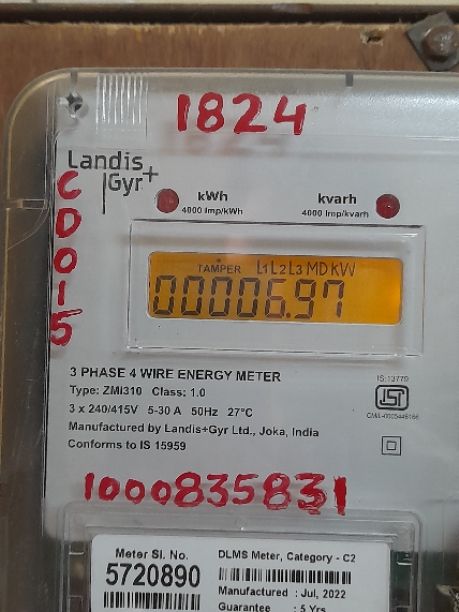 1824
Landis
Gyr+
CD015
kWh
4000 Imp/kWh
kvarh
4000 Imp/kvarh
TAMPER L1L2L3 MD kW
000006.97
3 PHASE 4 WIRE ENERGY METER
Type: ZMi310 Class: 1.0
3 x 240/415V 5-30 A 50Hz 27°C
Manufactured by Landis+Gyr Ltd., Joka, India
Conforms to IS 15959
IS:13779
ISI
1000835831
Meter Sl. No.
5720890
DLMS Meter, Category - C2
Manufactured : Jul, 2022
Guarantee : 5 Yrs